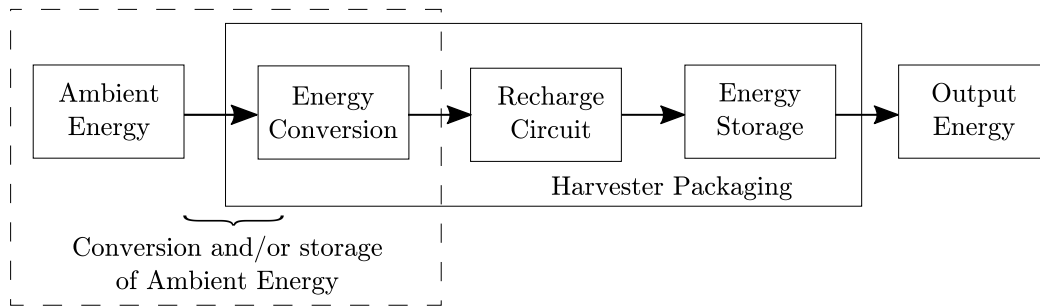 Ambient
Energy
Energy
Conversion
Recharge
Circuit
Energy
Storage
Output
Energy
Harvester Packaging
Conversion and/or storage
of Ambient Energy